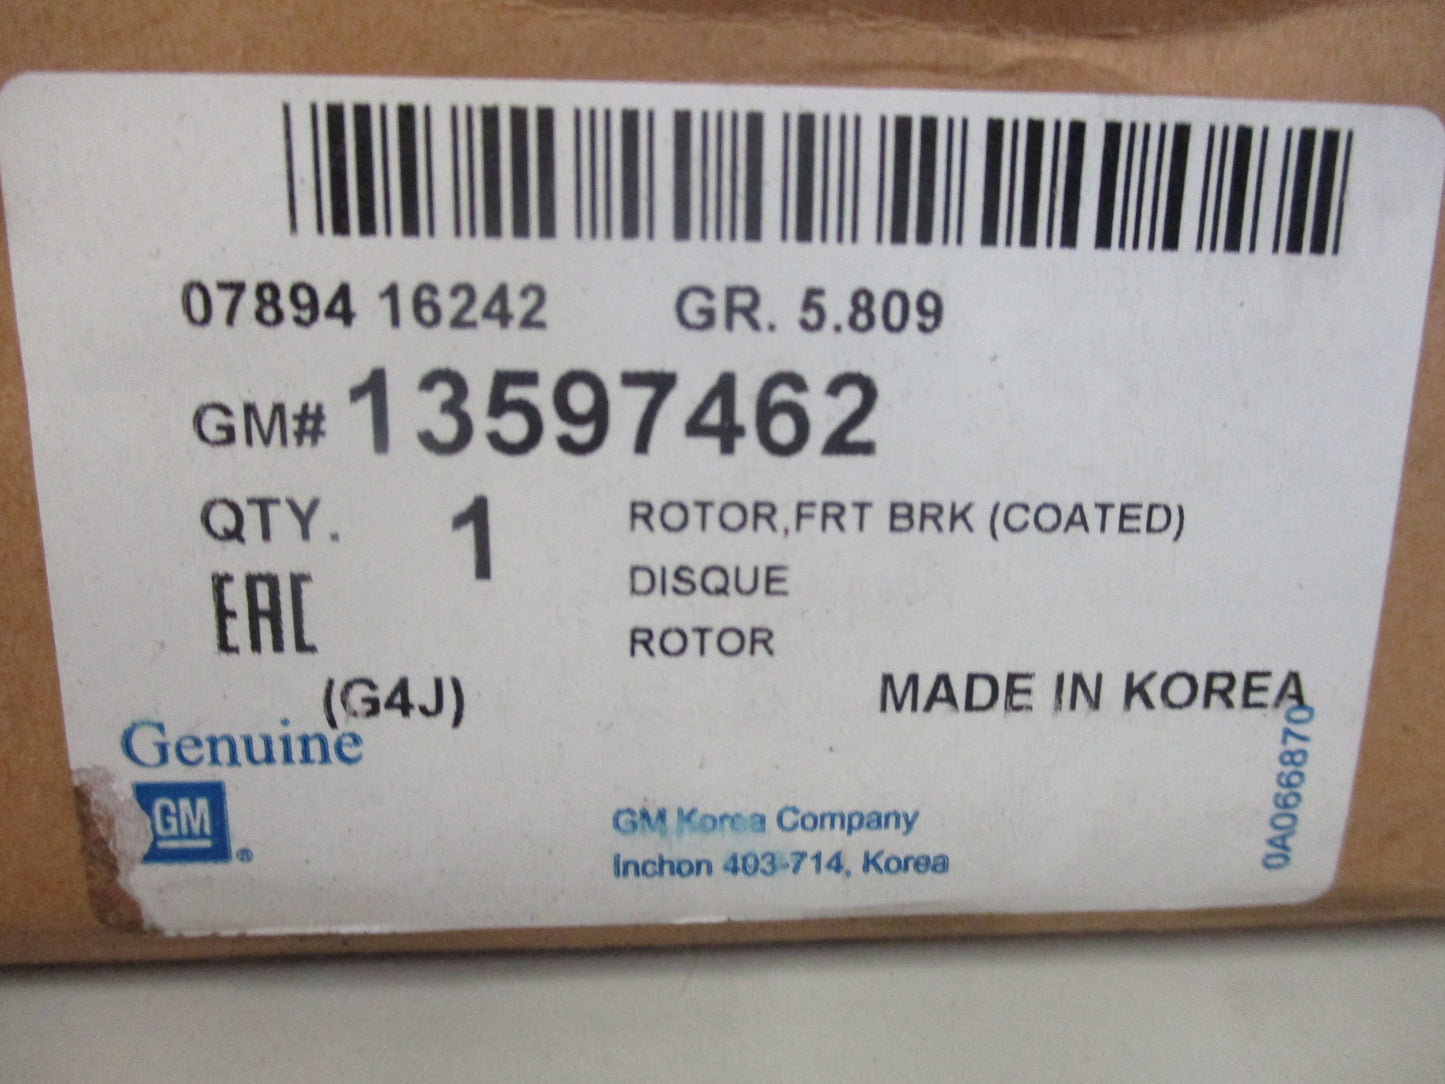 07894 16242 GR. 5.809
GM# 13597462
QTY. 1 ROTOR,FRT BRK (COATED)
DISQUE
EAC
ROTOR
(G4J)
MADE IN KOREA
Genuine
GM ®
GM Korea Company
Inchon 403-714, Korea
0A066870